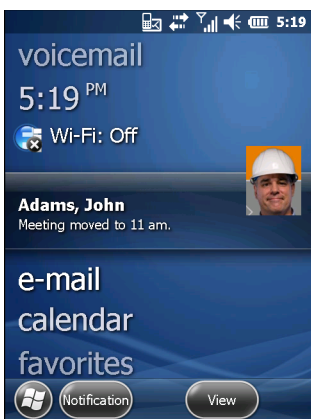 5:19
voicemail
5:19 PM
Wi-Fi: Off
Adams, John
Meeting moved to 11 am.
e-mail
calendar
favorites
Notification View